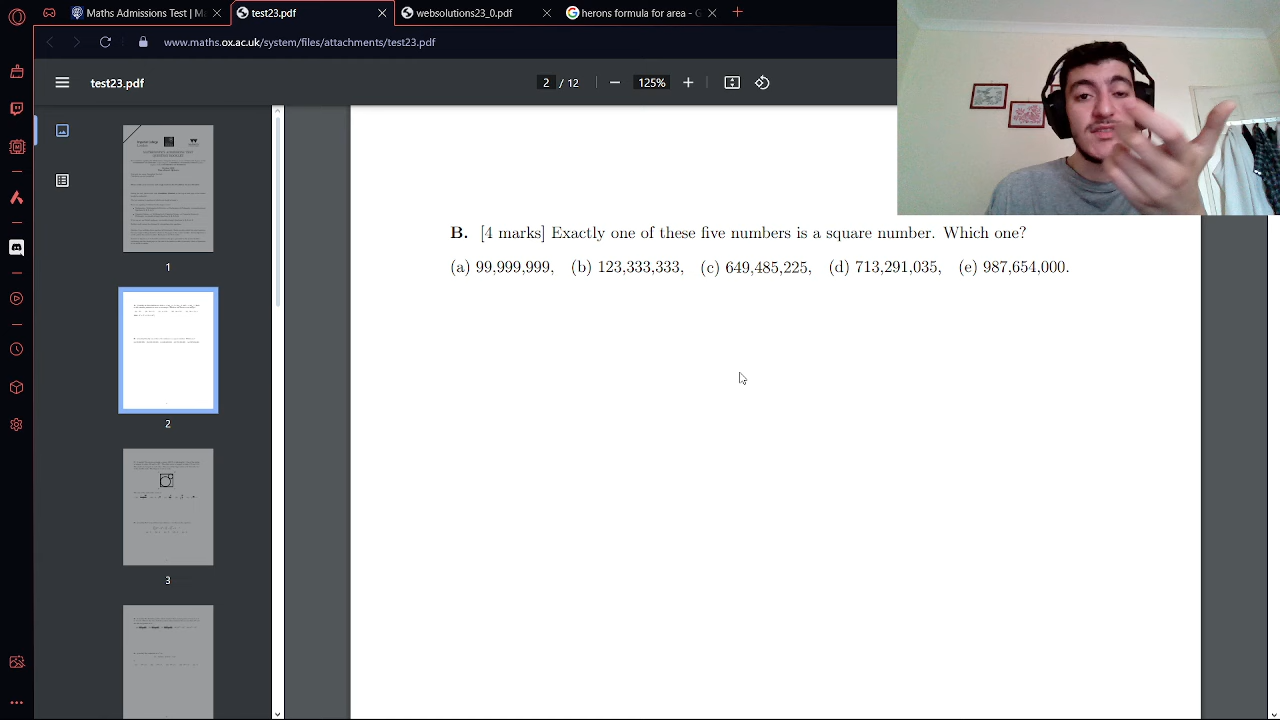 Maths Admissions Test | Ma
test23.pdf
websolutions23_0.pdf
herons formula for area - G
www.maths.ox.ac.uk/system/files/attachments/test23.pdf
test23.pdf
2 / 12
125%
B. [4 marks] Exactly one of these five numbers is a square number. Which one?
(a) 99,999,999, (b) 123,333,333, (c) 649,485,225, (d) 713,291,035, (e) 987,654,000.
1
2
3